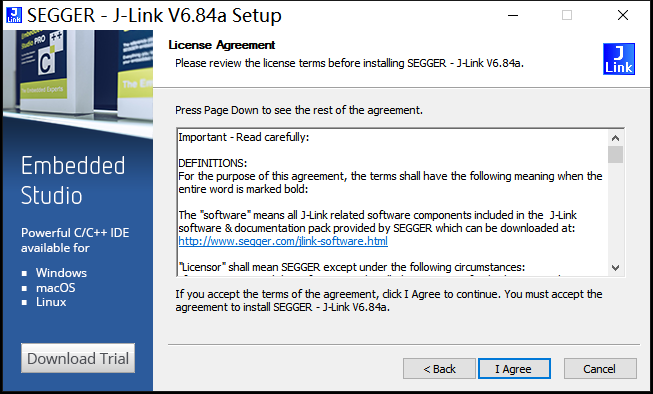 SEGGER - J-Link V6.84a Setup
License Agreement
Please review the license terms before installing SEGGER - J-Link V6.84a.
J
Link
Press Page Down to see the rest of the agreement.
Important - Read carefully:
DEFINITIONS:
For the purpose of this agreement, the terms shall have the following meaning when the
entire word is marked bold:
The "software" means all J-Link related software components included in the J-Link
software & documentation pack provided by SEGGER which can be downloaded at:
http://www.segger.com/jlink-software.html
"Licensor" shall mean SEGGER except under the following circumstances:
If you accept the terms of the agreement, click I Agree to continue. You must accept the
agreement to install SEGGER - J-Link V6.84a.
Studio PRO
C++
The Embedded Experts
Embedded
Studio
Powerful C/C++ IDE
available for
Windows
macOS
Linux
Download Trial
< Back
I Agree
Cancel